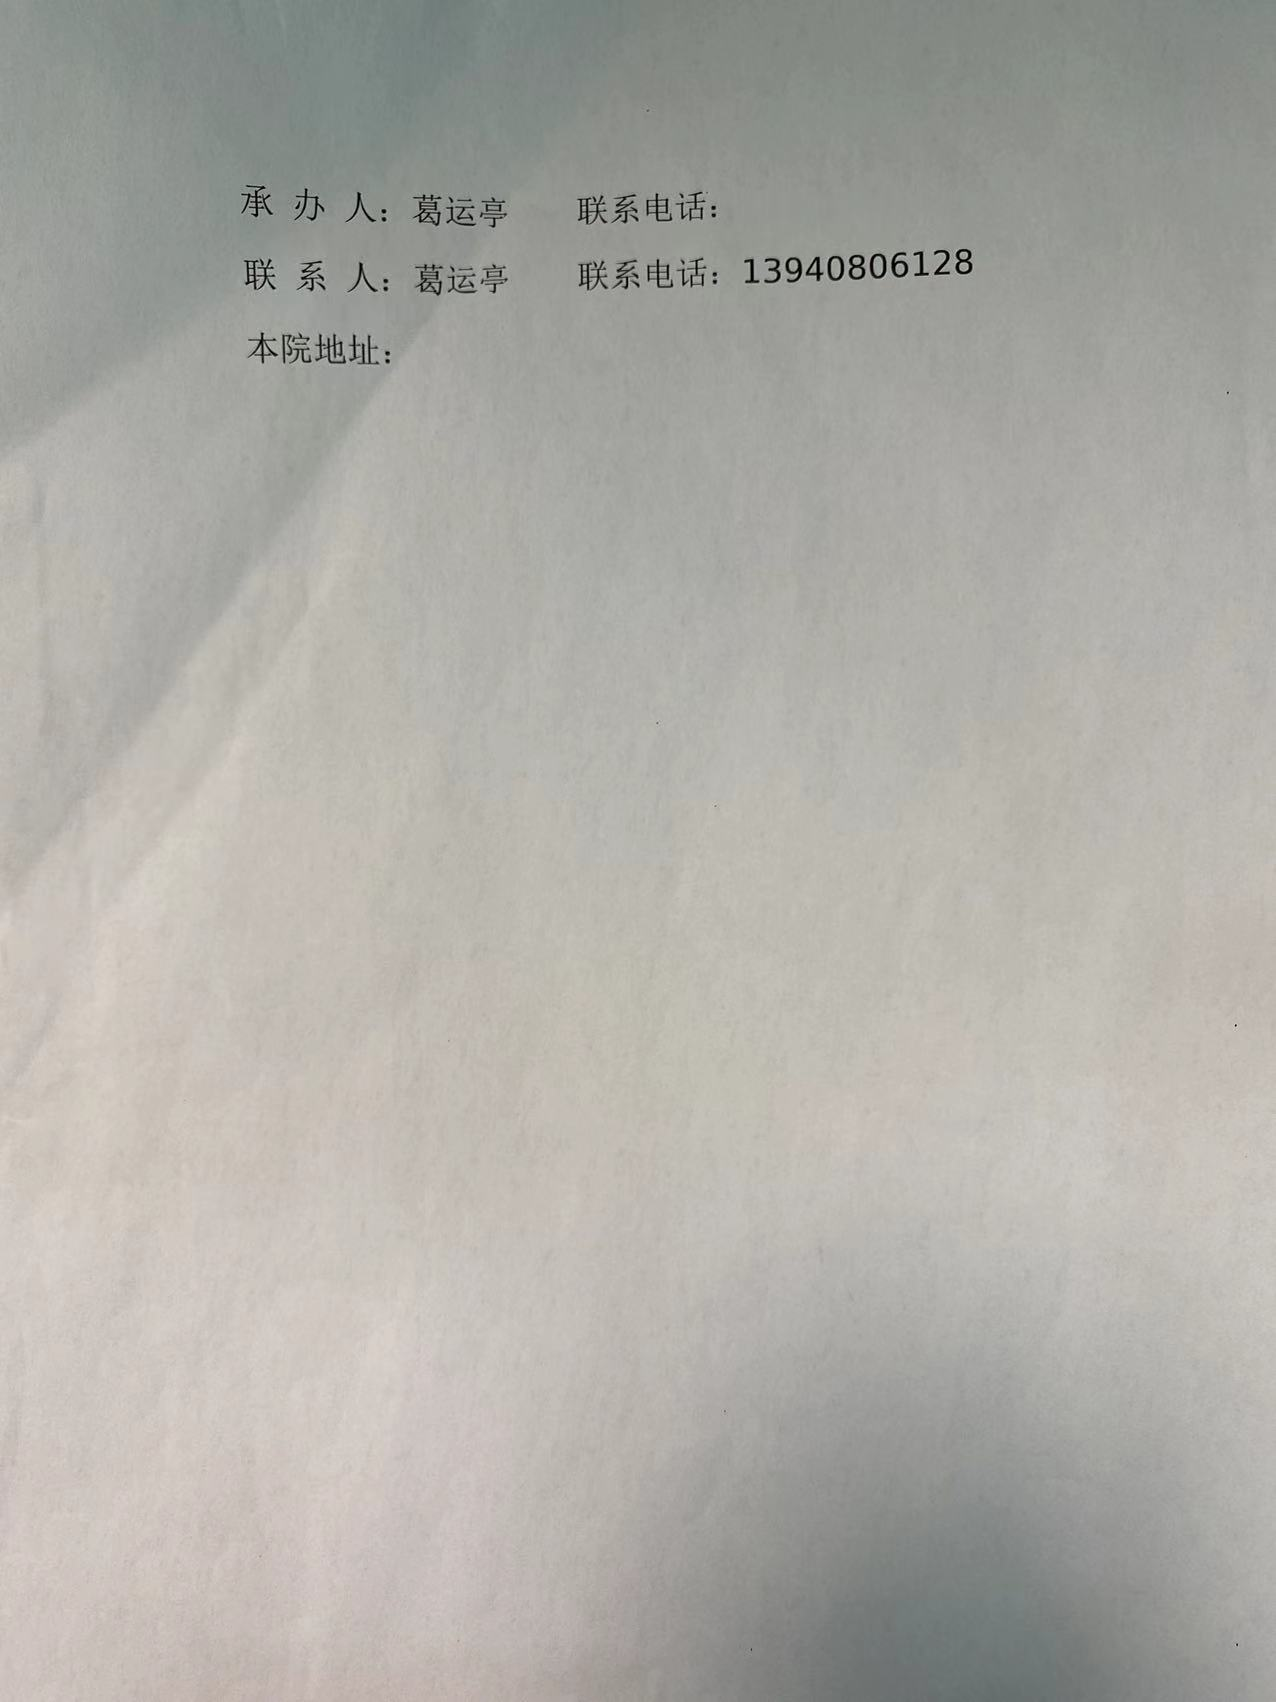 承 办 人：葛运亭 联系电话：
联 系 人：葛运亭 联系电话：13940806128
本院地址：